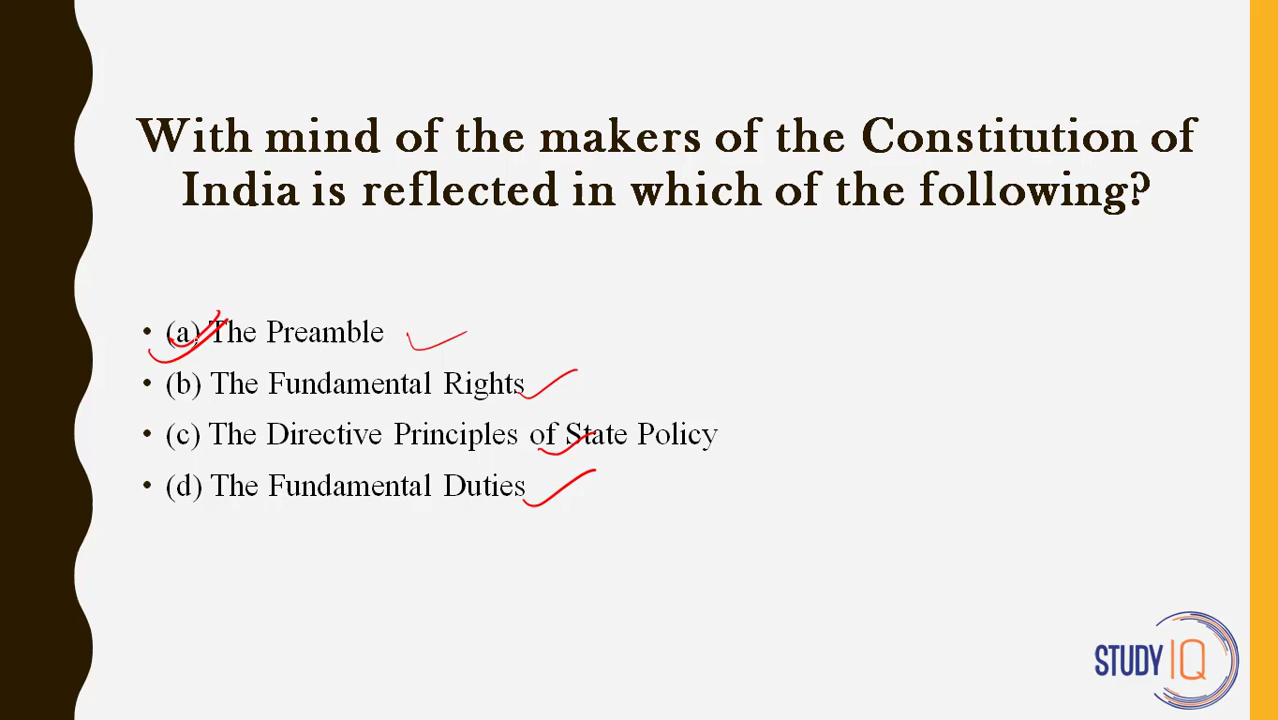 With mind of the makers of the Constitution of
India is reflected in which of the following?
• (a) The Preamble
• (b) The Fundamental Rights
• (c) The Directive Principles of State Policy
• (d) The Fundamental Duties
STUDY IQ